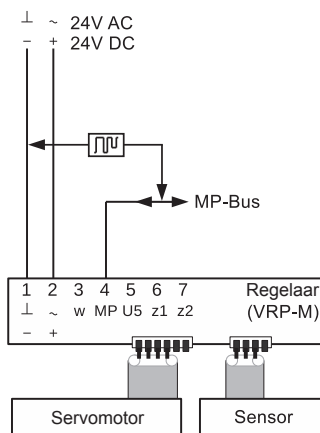 ⊥ ~ 24V AC
− + 24V DC
MP-Bus
1 2 3 4 5 6 7 Regelaar
⊥ ~ w MP U5 z1 z2 (VRP-M)
− +
Servomotor Sensor